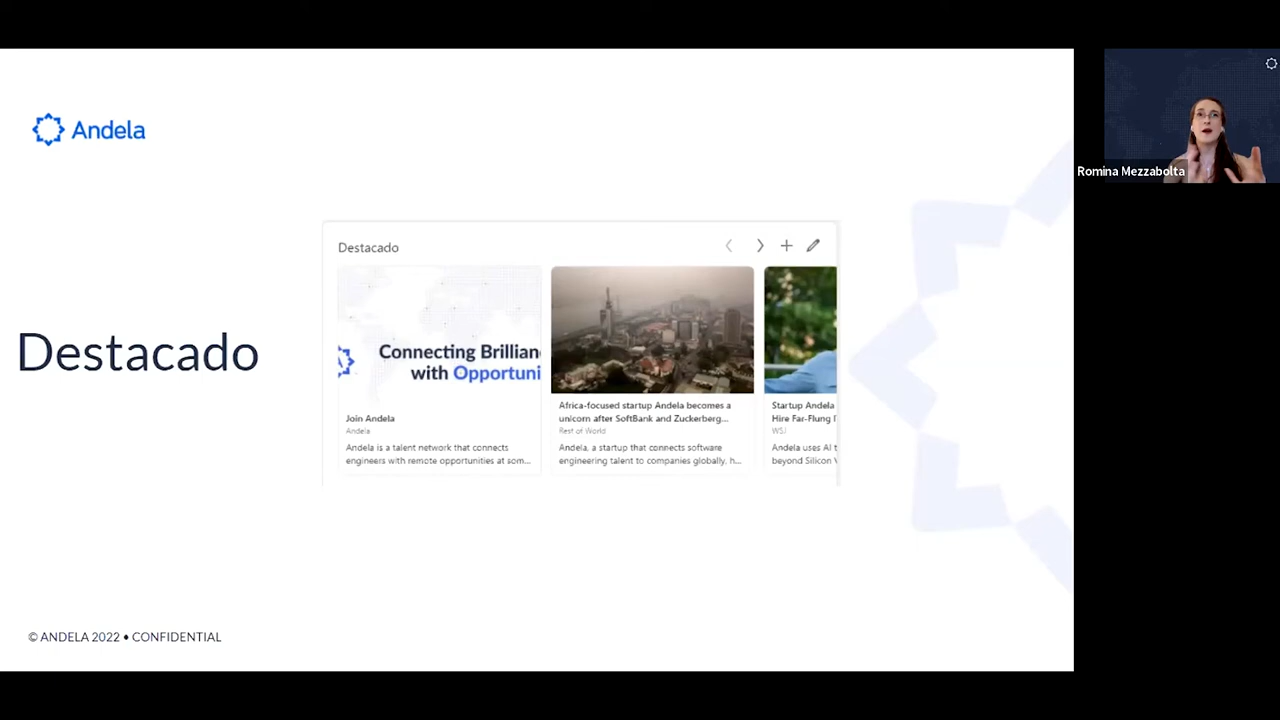 Andela
Romina Mezzabolta
Destacado
Destacado
Connecting Brillian
with Opportuni
Join Andela
Andela
Andela is a talent network that connects
engineers with remote opportunities at som...
Africa-focused startup Andela becomes a
unicorn after SoftBank and Zuckerberg...
Rest of World
Andela, a startup that connects software
engineering talent to companies globally, h...
Startup Andela
Hire Far-Flung
WSJ
Andela uses AI t
beyond Silicon V
© ANDELA 2022 • CONFIDENTIAL